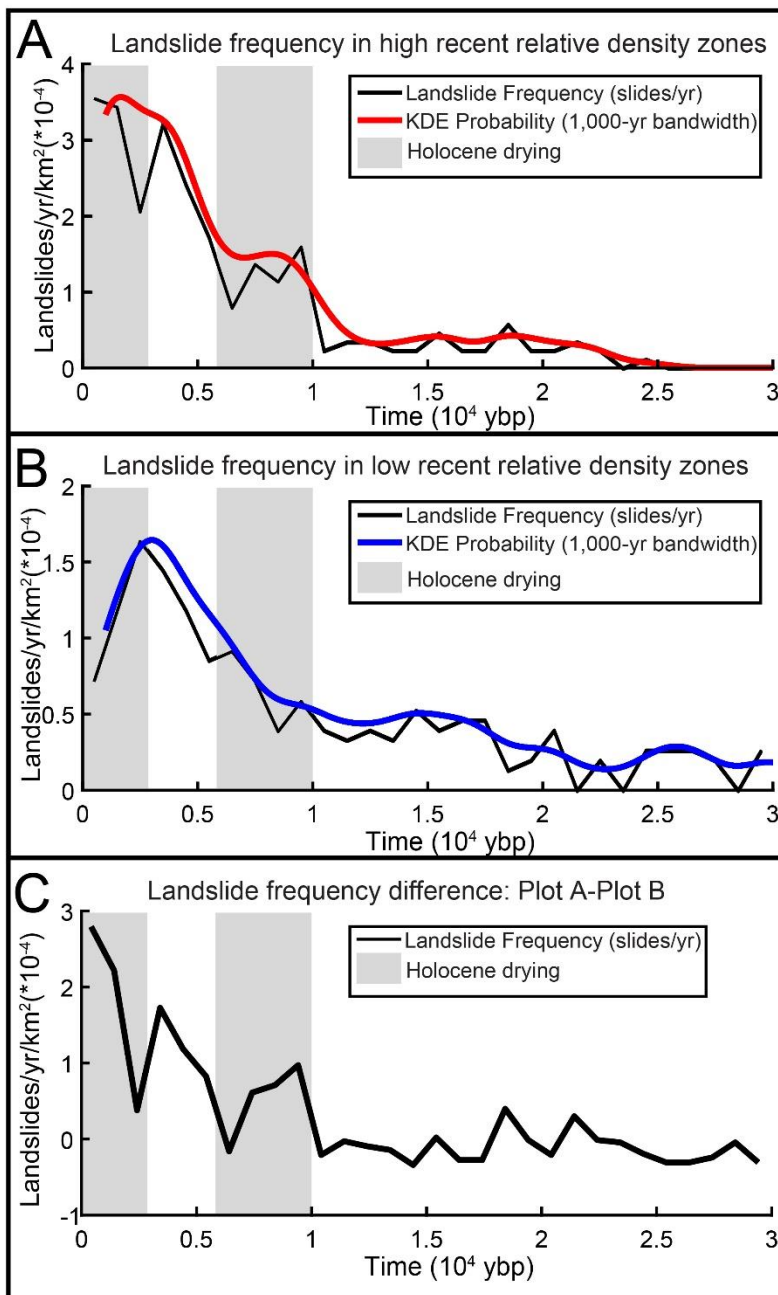 A
Landslide frequency in high recent relative density zones
4
3
2
1
0
Landslides/yr/km²(*10⁻⁴)
Landslide Frequency (slides/yr)
KDE Probability (1,000-yr bandwidth)
Holocene drying
0 0.5 1 1.5 2 2.5 3
Time (10⁴ ybp)
B
Landslide frequency in low recent relative density zones
2
1.5
1
0.5
0
Landslides/yr/km²(*10⁻⁴)
Landslide Frequency (slides/yr)
KDE Probability (1,000-yr bandwidth)
Holocene drying
0 0.5 1 1.5 2 2.5 3
Time (10⁴ ybp)
C
Landslide frequency difference: Plot A-Plot B
3
2
1
0
-1
Landslides/yr/km²(*10⁻⁴)
Landslide Frequency (slides/yr)
Holocene drying
0 0.5 1 1.5 2 2.5 3
Time (10⁴ ybp)